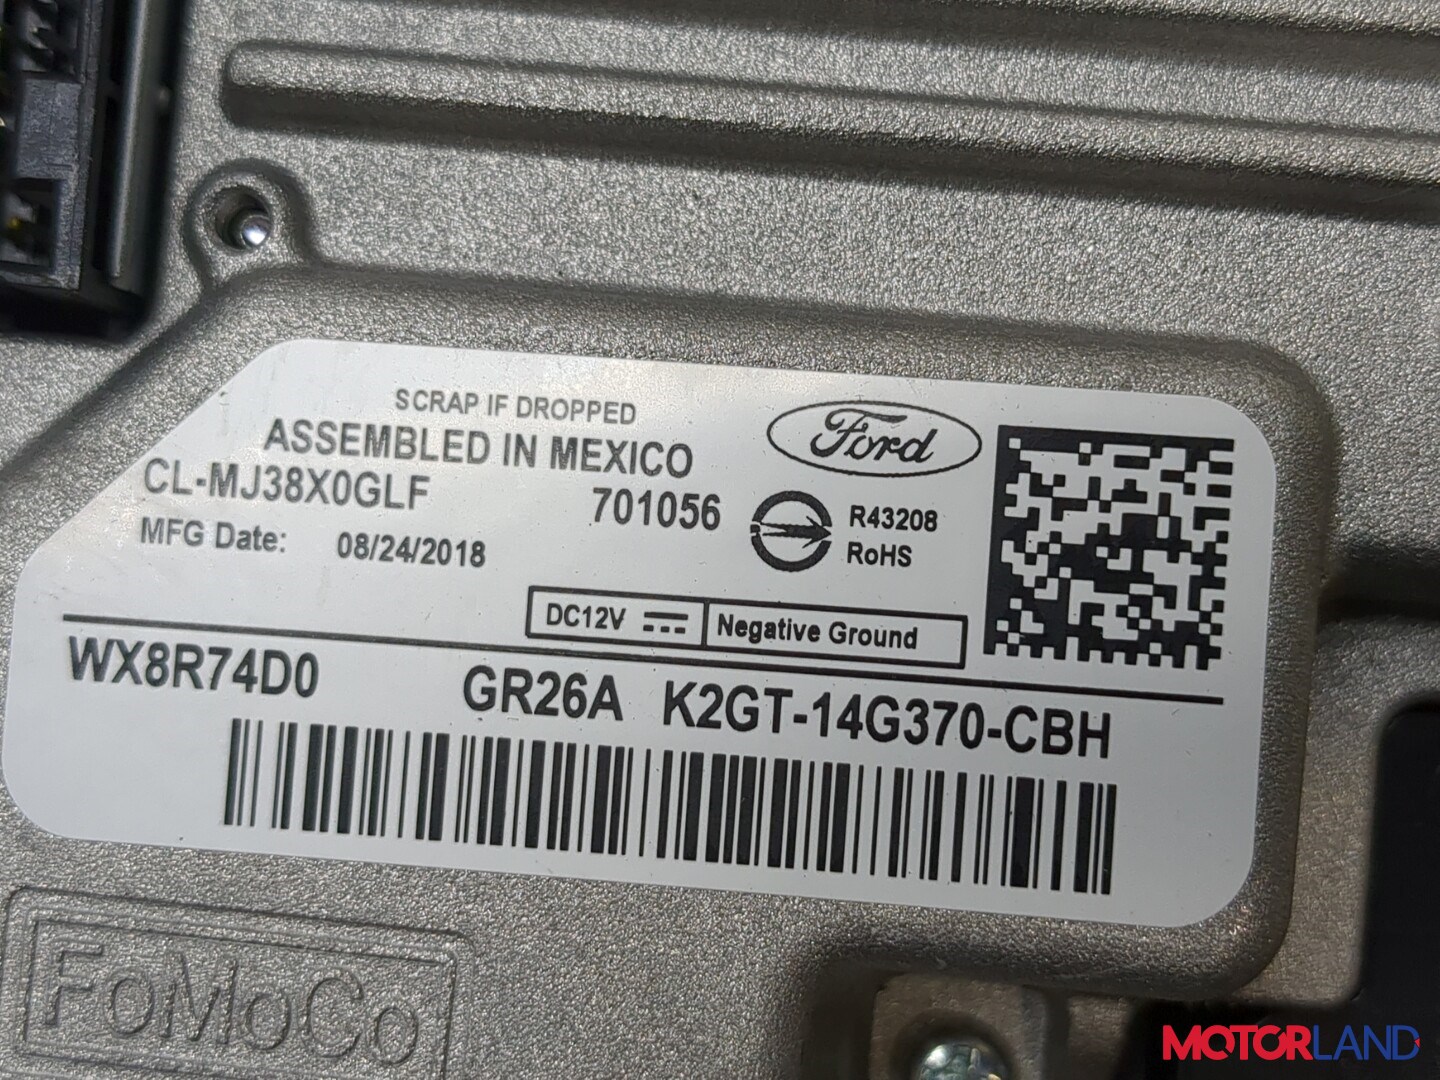 SCRAP IF DROPPED
ASSEMBLED IN MEXICO
CL-MJ38X0GLF 701056
MFG Date: 08/24/2018
Ford
R43208
RoHS
DC12V Negative Ground
WX8R74D0 GR26A K2GT-14G370-CBH
FoMoCo
MOTORLAND